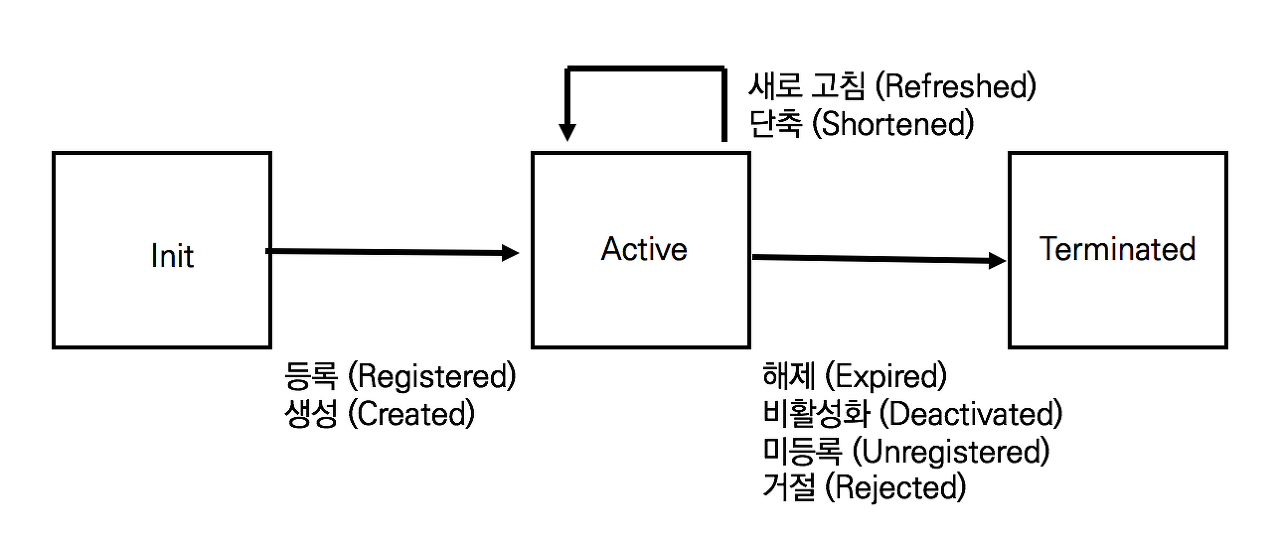 새로 고침 (Refreshed)
단축 (Shortened)
Init
Active
Terminated
등록 (Registered)
생성 (Created)
해제 (Expired)
비활성화 (Deactivated)
미등록 (Unregistered)
거절 (Rejected)